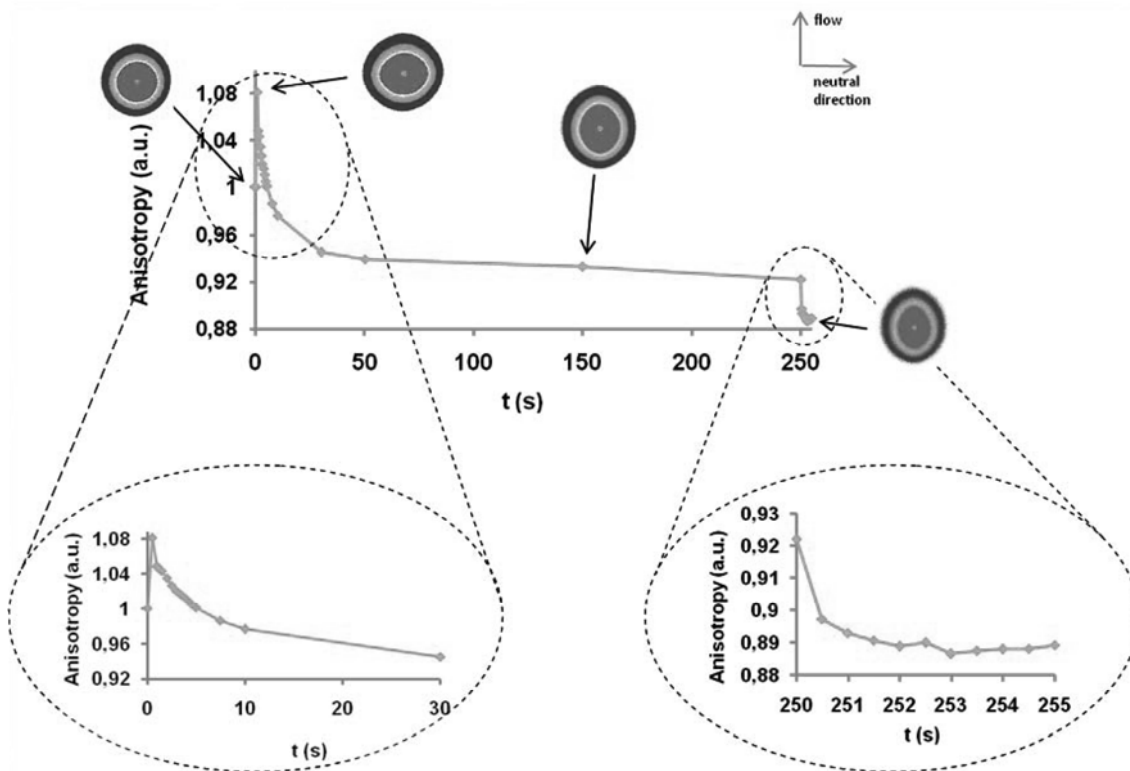 flow
neutral
direction
Anisotropy (a.u.)
1,08
1,04
1
0,96
0,92
0,88
0 50 100 150 200 250
t (s)
Anisotropy (a.u.)
1,08
1,04
1
0,96
0,92
0 10 20 30
t (s)
Anisotropy (a.u.)
0,93
0,92
0,91
0,9
0,89
0,88
250 251 252 253 254 255
t (s)